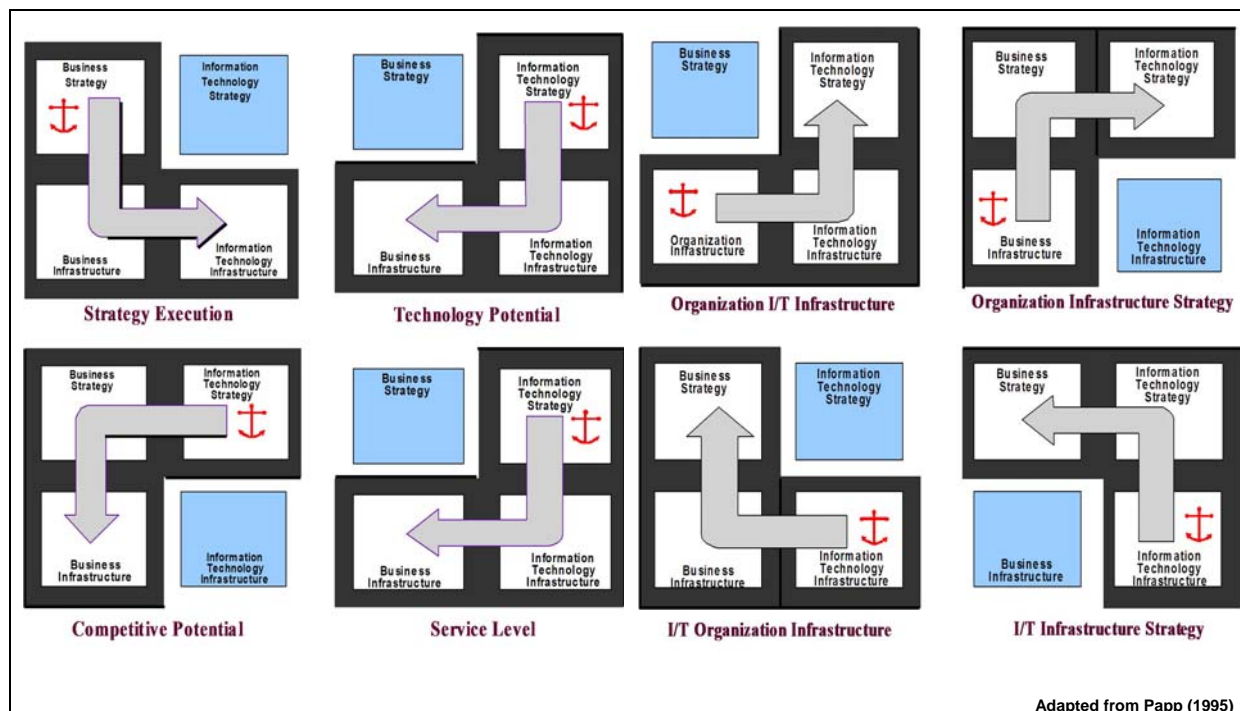 Business
Strategy
Information
Technology
Strategy
Business
Infrastructure
Information
Technology
Infrastructure
Strategy Execution
Business
Strategy
Information
Technology
Strategy
Business
Infrastructure
Information
Technology
Infrastructure
Technology Potential
Business
Strategy
Information
Technology
Strategy
Organization
Infrastructure
Information
Technology
Infrastructure
Organization I/T Infrastructure
Business
Strategy
Information
Technology
Strategy
Business
Infrastructure
Information
Technology
Infrastructure
Organization Infrastructure Strategy
Business
Strategy
Information
Technology
Strategy
Business
Infrastructure
Information
Technology
Infrastructure
Competitive Potential
Business
Strategy
Information
Technology
Strategy
Business
Infrastructure
Information
Technology
Infrastructure
Service Level
Business
Strategy
Information
Technology
Strategy
Business
Infrastructure
Information
Technology
Infrastructure
I/T Organization Infrastructure
Business
Strategy
Information
Technology
Strategy
Business
Infrastructure
Information
Technology
Infrastructure
I/T Infrastructure Strategy
Adapted from Papp (1995)